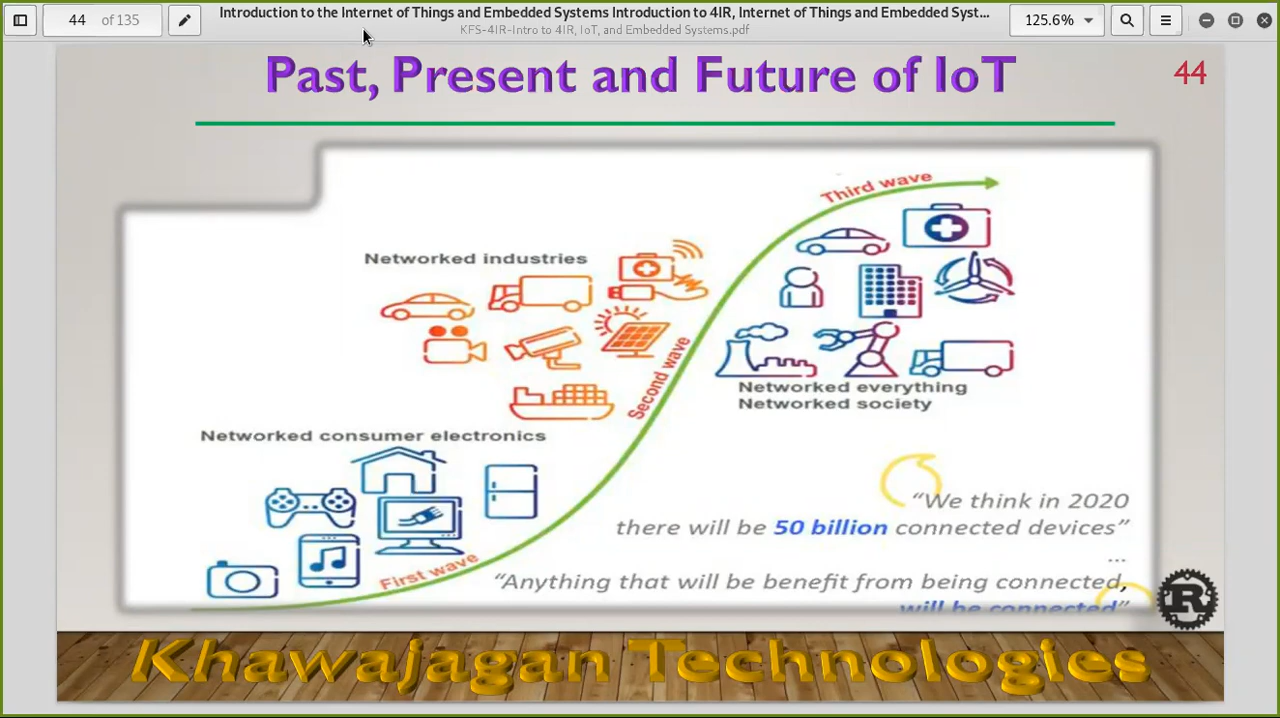 44 of 135
Introduction to the Internet of Things and Embedded Systems Introduction to 4IR, Internet of Things and Embedded Syst...
KFS-4IR-Intro to 4IR, IoT, and Embedded Systems.pdf
125.6%
Past, Present and Future of IoT
44
Third wave
Networked industries
Second wave
Networked everything
Networked society
Networked consumer electronics
First wave
“We think in 2020
there will be 50 billion connected devices”
...
“Anything that will be benefit from being connected,
will be connected”
R
Khawajagan Technologies